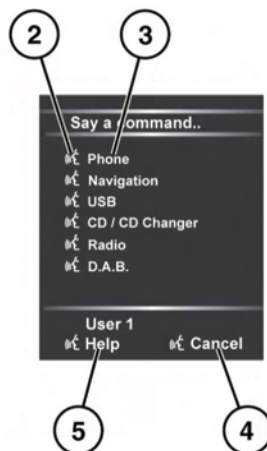 2 3
Say a command..
Phone
Navigation
USB
CD / CD Changer
Radio
D.A.B.
User 1
Help Cancel
5 4